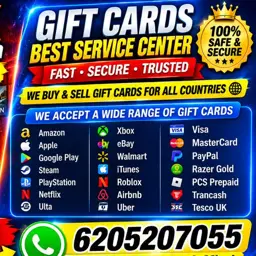 GIFT CARDS
BEST SERVICE CENTER
100%
SAFE &
SECURE
FAST • SECURE • TRUSTED
WE BUY & SELL GIFT CARDS FOR ALL COUNTRIES
WE ACCEPT A WIDE RANGE OF GIFT CARDS
Amazon
Apple
Google Play
Steam
PlayStation
Netflix
Ulta
Xbox
eBay
Walmart
iTunes
Roblox
Airbnb
Uber
Visa
MasterCard
PayPal
Razer Gold
PCS Prepaid
Trancash
Tesco UK
6205207055